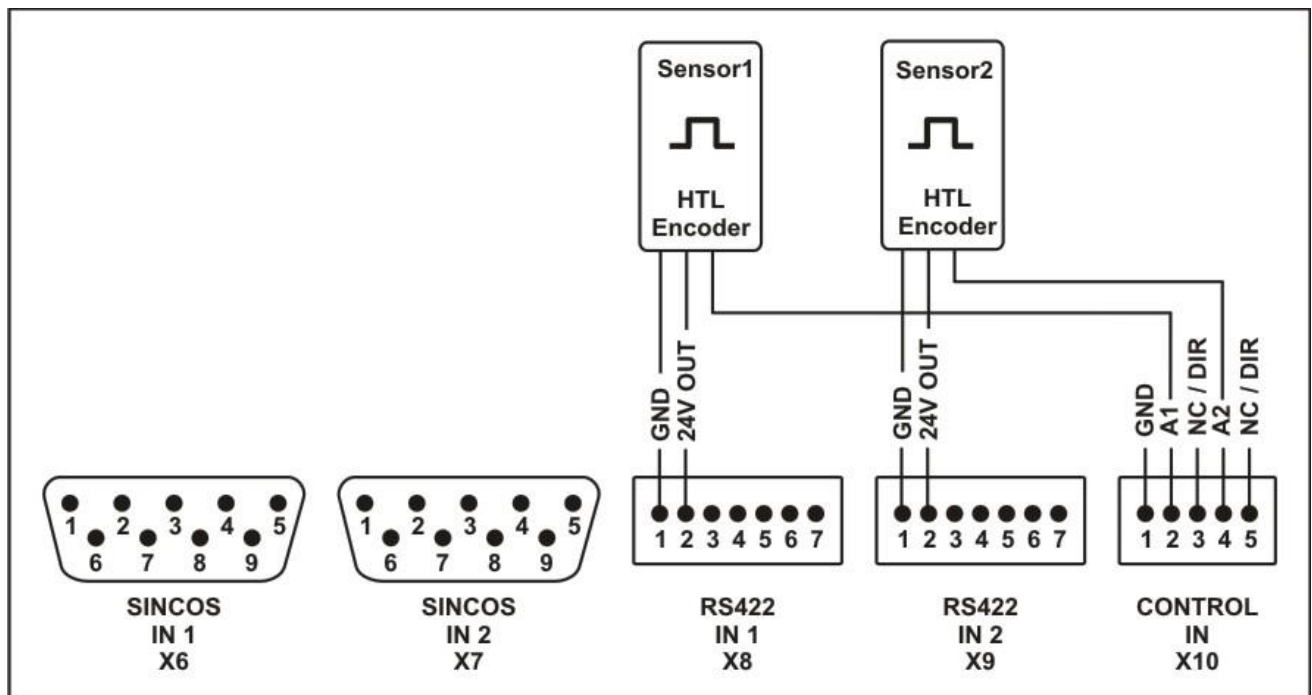 Sensor1
HTL
Encoder
Sensor2
HTL
Encoder
GND
24V OUT
GND
24V OUT
GND
A1
NC / DIR
A2
NC / DIR
1 2 3 4 5
6 7 8 9
SINCOS
IN 1
X6
1 2 3 4 5
6 7 8 9
SINCOS
IN 2
X7
1 2 3 4 5 6 7
RS422
IN 1
X8
1 2 3 4 5 6 7
RS422
IN 2
X9
1 2 3 4 5
CONTROL
IN
X10